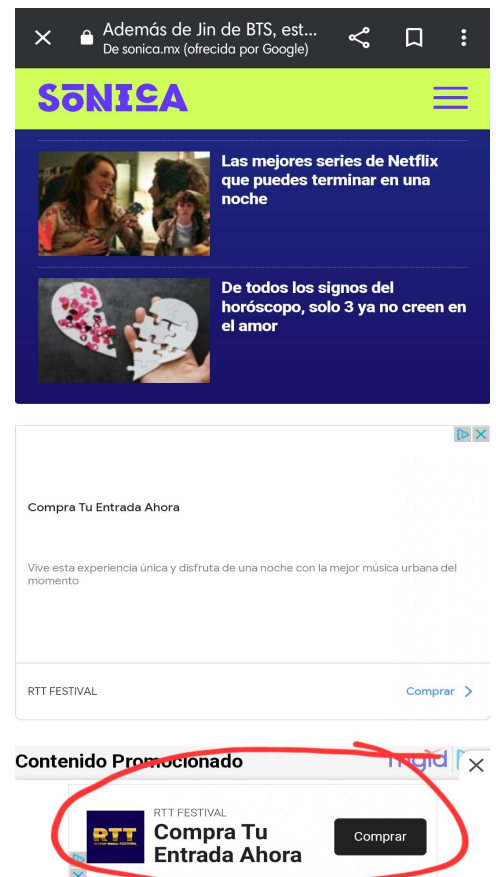 Además de Jin de BTS, est...
De sonica.mx (ofrecida por Google)
SōNICA
Las mejores series de Netflix
que puedes terminar en una
noche
De todos los signos del
horóscopo, solo 3 ya no creen en
el amor
Compra Tu Entrada Ahora
Vive esta experiencia única y disfruta de una noche con la mejor música urbana del
momento
RTT FESTIVAL
Comprar
Contenido Promocionado
mgid
RTT FESTIVAL
RTT
Compra Tu
Entrada Ahora
Comprar